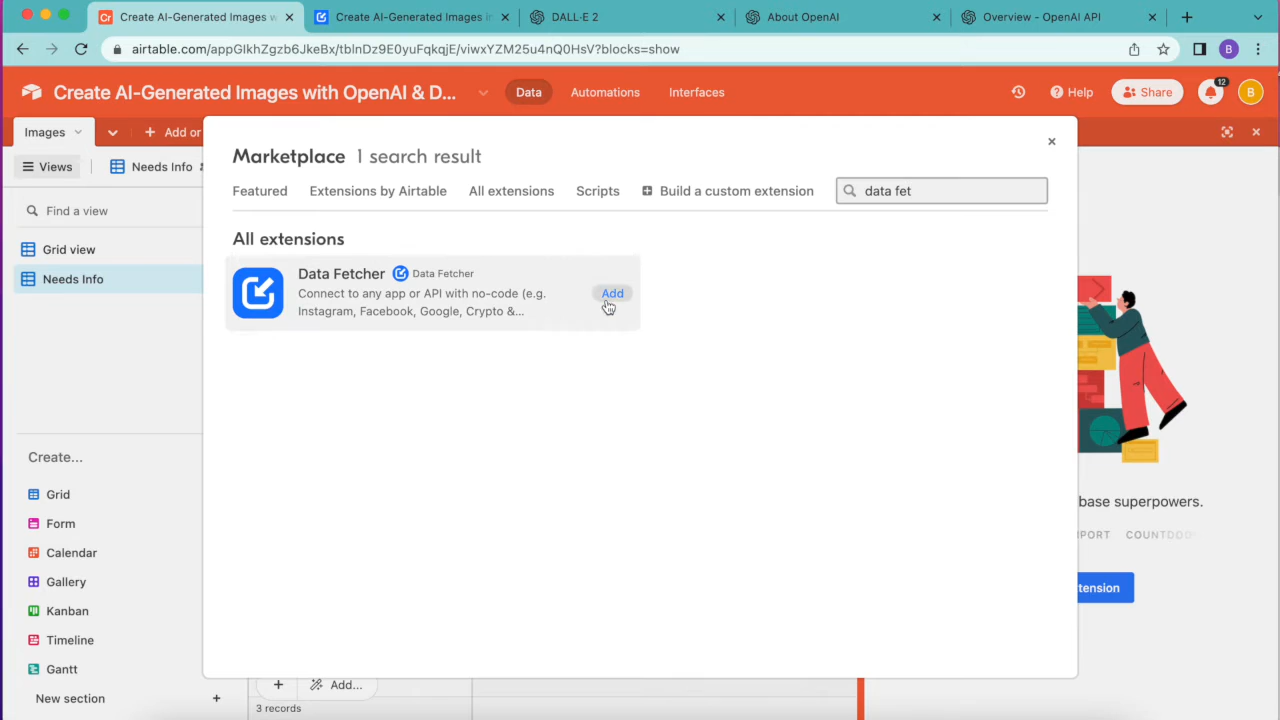 Create AI-Generated Images w
Create AI-Generated Images in
DALL·E 2
About OpenAI
Overview - OpenAI API
airtable.com/appGlkhZgzb6JkeBx/tblnDz9E0yuFqkqjE/viwxYZM25u4nQ0HsV?blocks=show
B
Create AI-Generated Images with OpenAI & D...
Data
Automations
Interfaces
Help
Share
12
B
Images
Add or
Views
Needs Info
Find a view
Grid view
Needs Info
Create...
Grid
Form
Calendar
Gallery
Kanban
Timeline
Gantt
New section
Marketplace 1 search result
Featured
Extensions by Airtable
All extensions
Scripts
Build a custom extension
data fet
All extensions
Data Fetcher
Data Fetcher
Connect to any app or API with no-code (e.g.
Instagram, Facebook, Google, Crypto &...
Add
base superpowers.
PORT
COUNTDO
tension
Add...
3 records